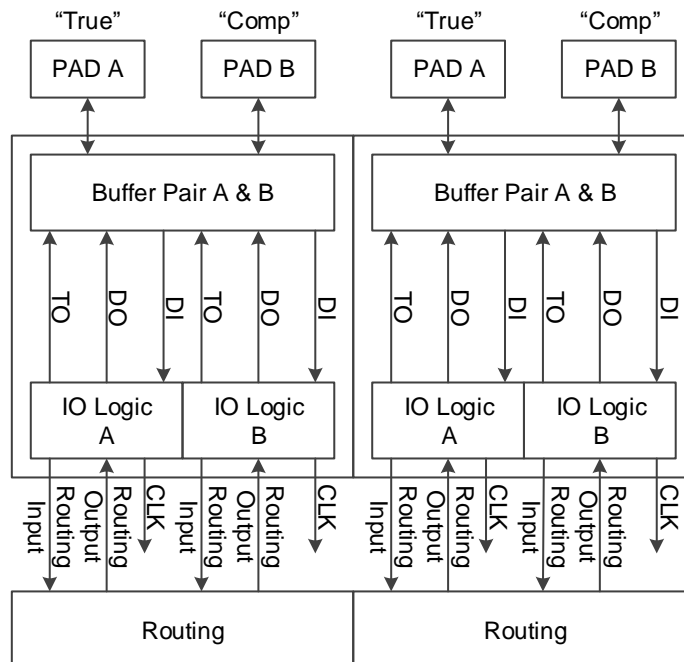 “True” “Comp” “True” “Comp”
PAD A PAD B PAD A PAD B
Buffer Pair A & B Buffer Pair A & B
TO DO DI TO DO DI TO DO DI TO DO DI
IO Logic IO Logic IO Logic IO Logic
A B A B
Routing Input Routing Output CLK Routing Input Routing Output CLK Routing Input Routing Output CLK Routing Input Routing Output CLK
Routing Routing